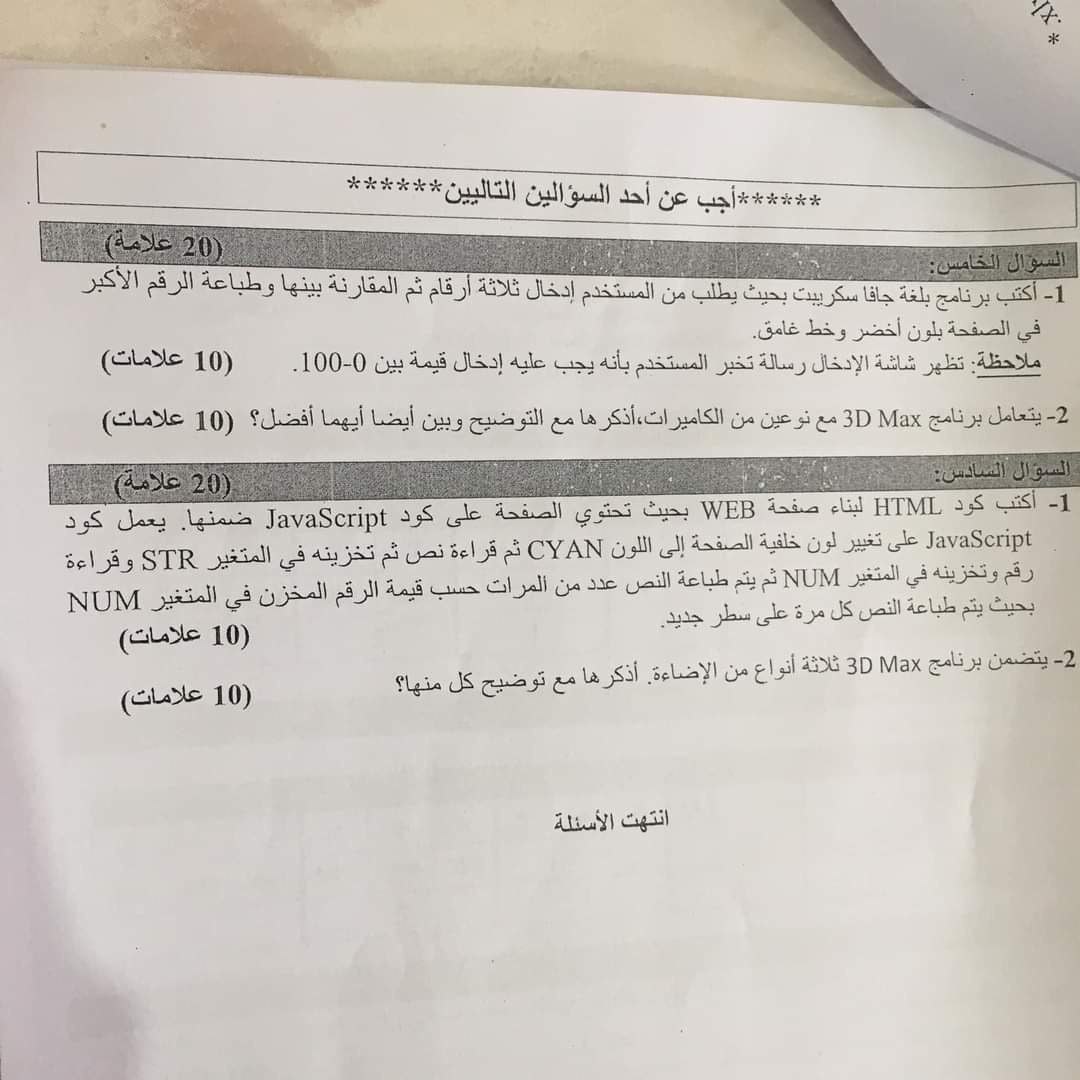 ******أجب عن أحد السؤالين التاليين******
السؤال الخامس: (20 علامة)
1- أكتب برنامج بلغة جافا سكريبت بحيث يطلب من المستخدم إدخال ثلاثة أرقام ثم المقارنة بينها وطباعة الرقم الأكبر
في الصفحة بلون أخضر وخط غامق.
ملاحظة: تظهر شاشة الإدخال رسالة تخبر المستخدم بأنه يجب عليه إدخال قيمة بين 0-100. (10 علامات)
2- يتعامل برنامج 3D Max مع نوعين من الكاميرات،أذكرها مع التوضيح وبين أيضا أيهما أفضل؟ (10 علامات)
السؤال السادس: (20 علامة)
1- أكتب كود HTML لبناء صفحة WEB بحيث تحتوي الصفحة على كود JavaScript ضمنها. يعمل كود
JavaScript على تغيير لون خلفية الصفحة إلى اللون CYAN ثم قراءة نص ثم تخزينه في المتغير STR وقراءة
رقم وتخزينه في المتغير NUM ثم يتم طباعة النص عدد من المرات حسب قيمة الرقم المخزن في المتغير NUM
بحيث يتم طباعة النص كل مرة على سطر جديد. (10 علامات)
2- يتضمن برنامج 3D Max ثلاثة أنواع من الإضاءة. أذكرها مع توضيح كل منها؟ (10 علامات)
انتهت الأسئلة